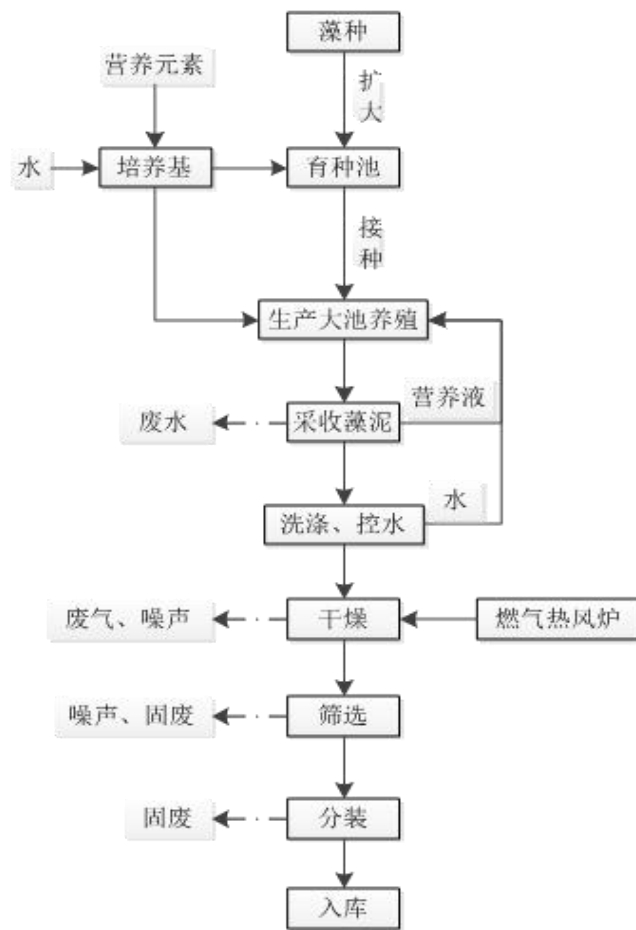 藻种
营养元素
扩
大
水
培养基
育种池
接
种
生产大池养殖
营养液
废水
采收藻泥
水
洗涤、控水
废气、噪声
干燥
燃气热风炉
噪声、固废
筛选
固废
分装
入库